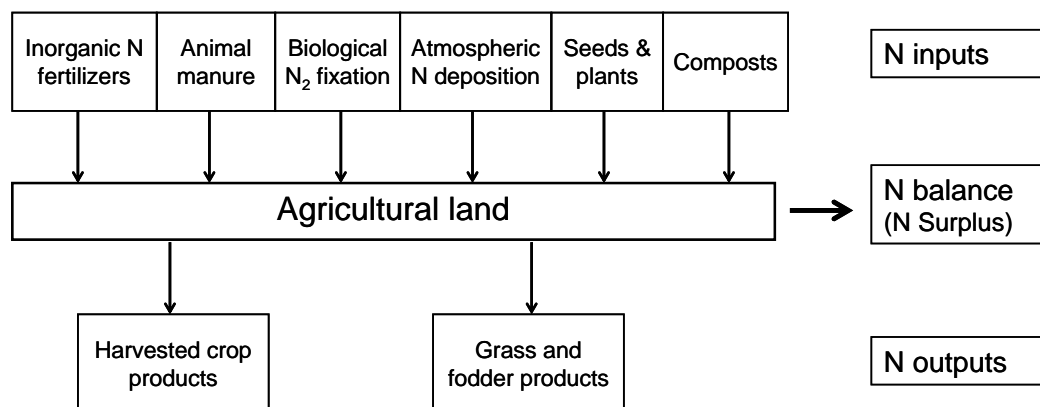 Inorganic N
fertilizers
Animal
manure
Biological
N₂ fixation
Atmospheric
N deposition
Seeds &
plants
Composts
N inputs
Agricultural land
N balance
(N Surplus)
Harvested crop
products
Grass and
fodder products
N outputs